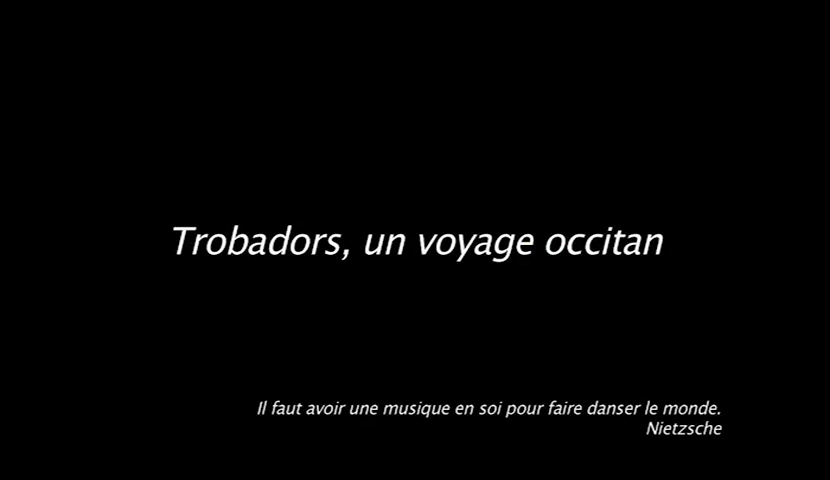 Trobadors, un voyage occitan
Il faut avoir une musique en soi pour faire danser le monde.
Nietzsche